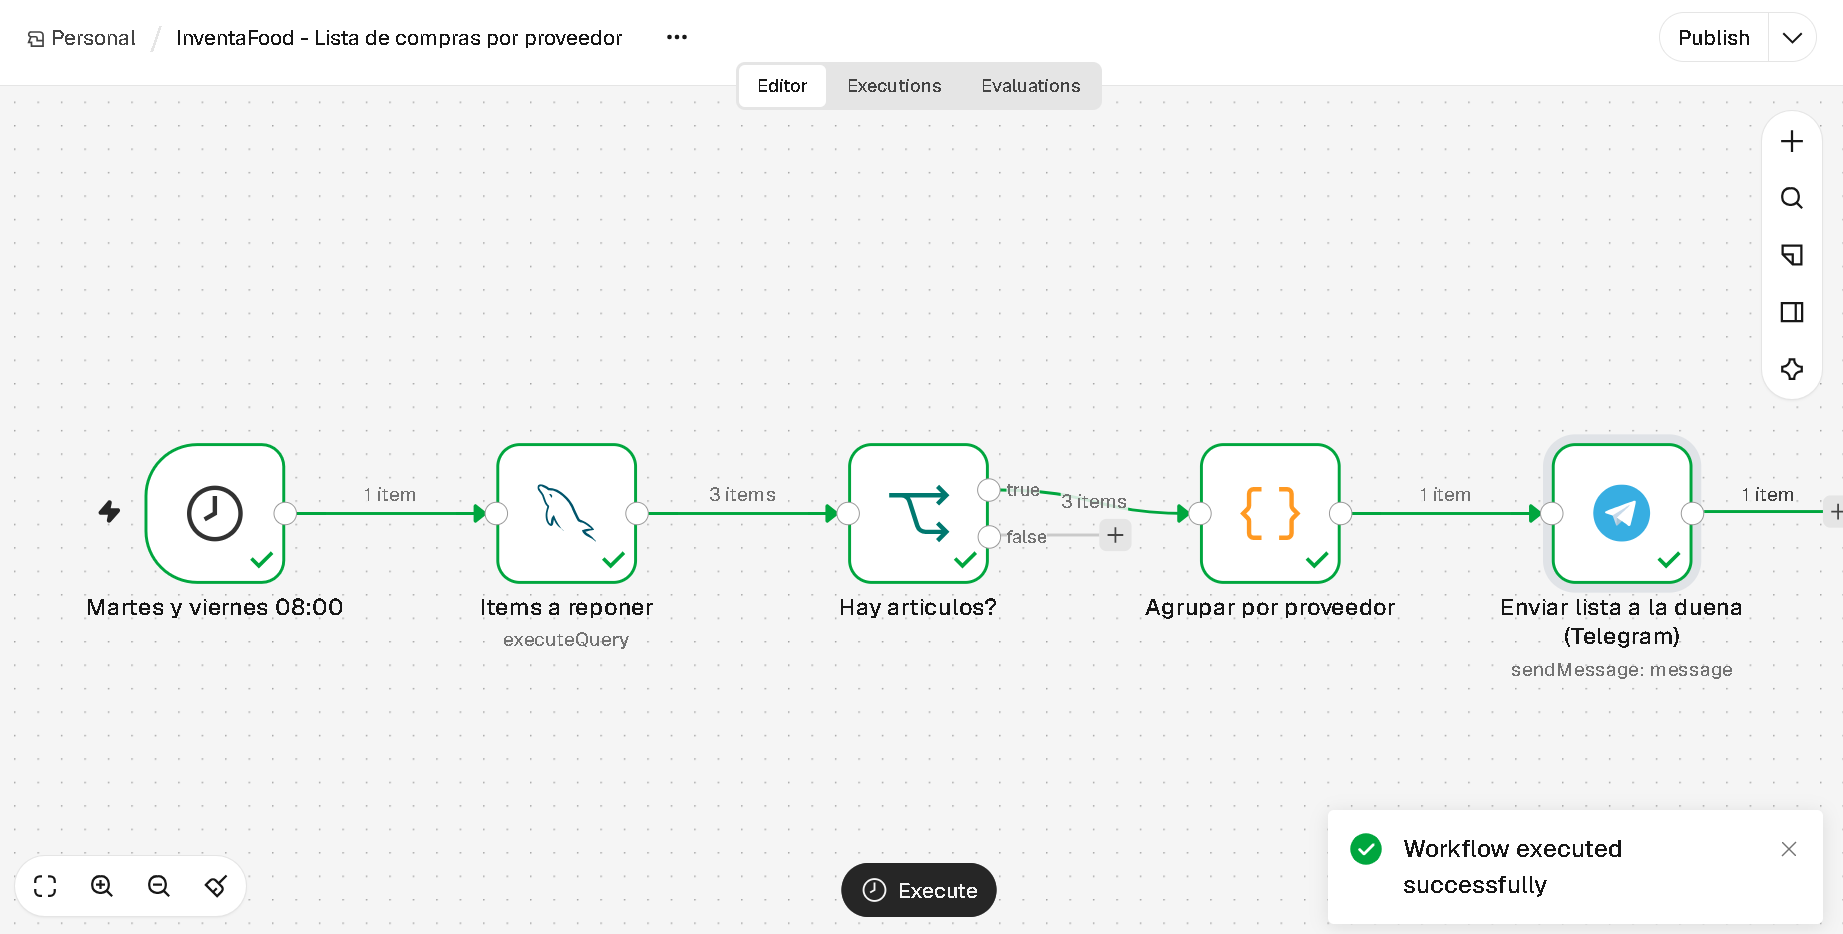 Personal / InventaFood - Lista de compras por proveedor ...
Publish
Editor Executions Evaluations
1 item
3 items
true
3 items
false
1 item
1 item
Martes y viernes 08:00
Items a reponer
executeQuery
Hay articulos?
Agrupar por proveedor
Enviar lista a la duena
(Telegram)
sendMessage: message
Execute
Workflow executed
successfully